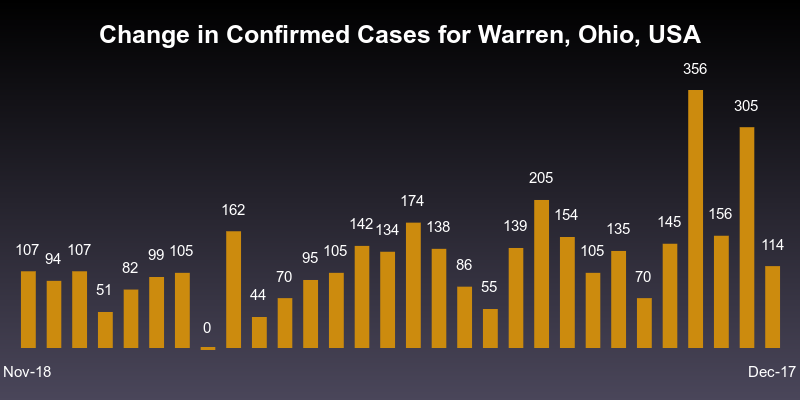 Change in Confirmed Cases for Warren, Ohio, USA
107 94 107 51 82 99 105 0 162 44 70 95 105 142 134 174 138 86 55 139 205 154 105 135 70 145 356 156 305 114
Nov-18 Dec-17